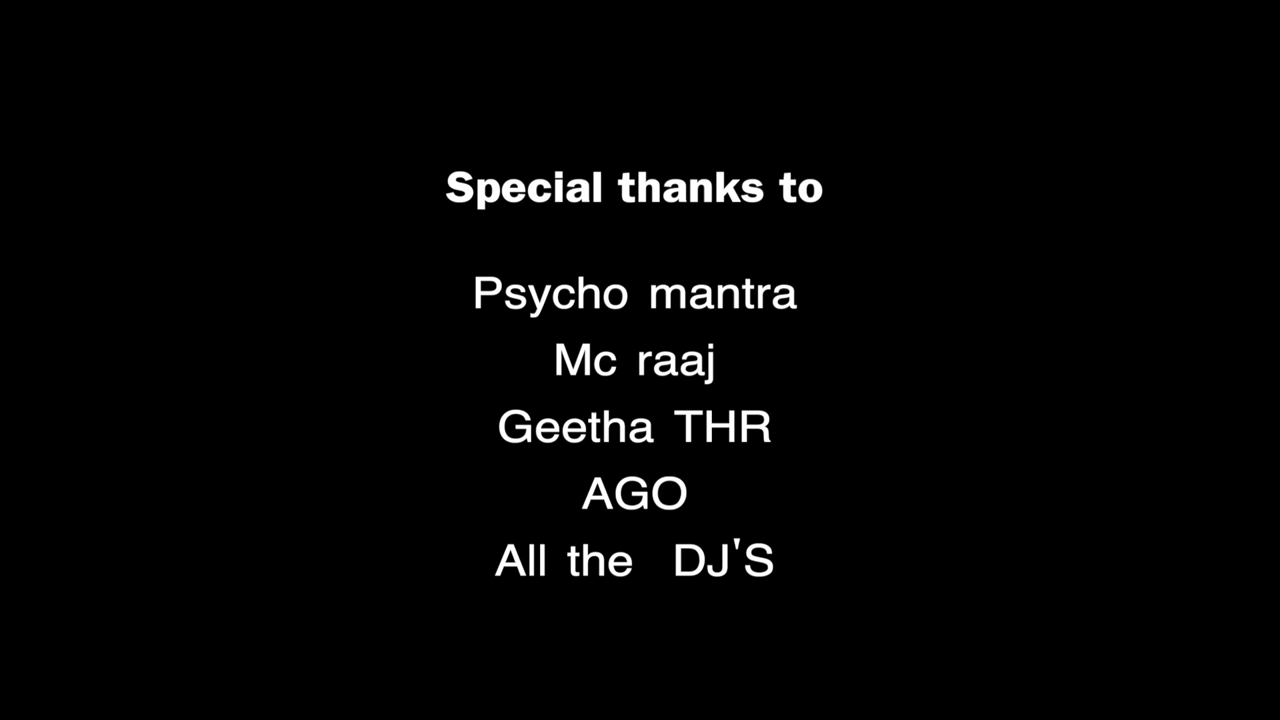 Special thanks to
Psycho mantra
Mc raaj
Geetha THR
AGO
All the DJ'S